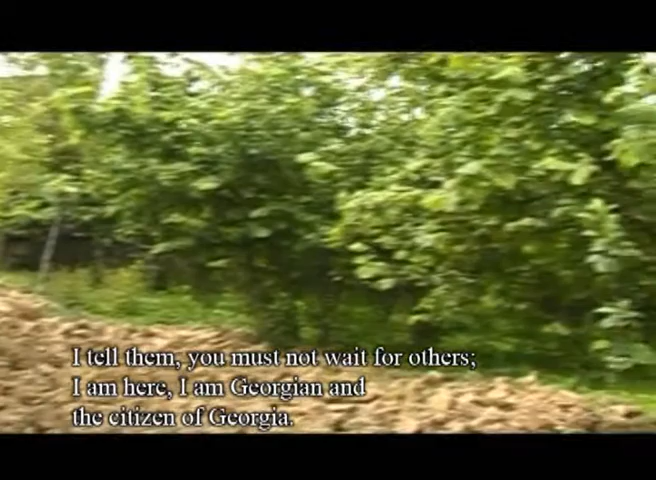 I tell them, you must not wait for others;
I am here, I am Georgian and
the citizen of Georgia.